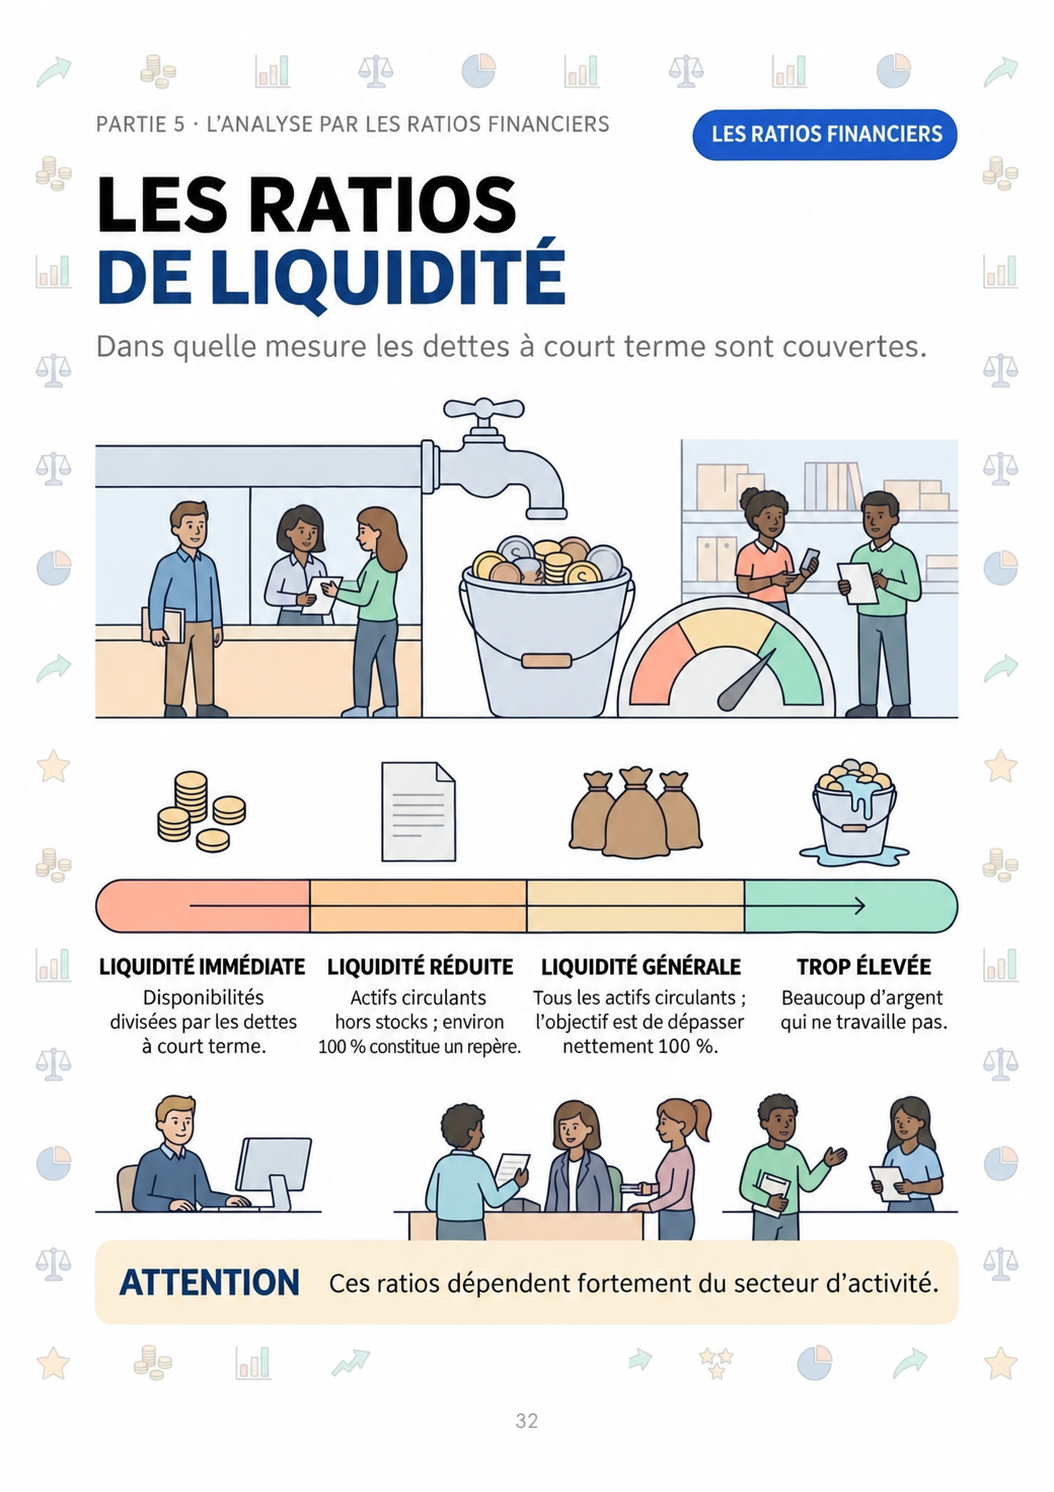 PARTIE 5 · L'ANALYSE PAR LES RATIOS FINANCIERS
LES RATIOS FINANCIERS
LES RATIOS
DE LIQUIDITÉ
Dans quelle mesure les dettes à court terme sont couvertes.
LIQUIDITÉ IMMÉDIATE
Disponibilités
divisées par les dettes
à court terme.
LIQUIDITÉ RÉDUITE
Actifs circulants
hors stocks ; environ
100 % constitue un repère.
LIQUIDITÉ GÉNÉRALE
Tous les actifs circulants ;
l'objectif est de dépasser
nettement 100 %.
TROP ÉLEVÉE
Beaucoup d'argent
qui ne travaille pas.
ATTENTION Ces ratios dépendent fortement du secteur d'activité.
32